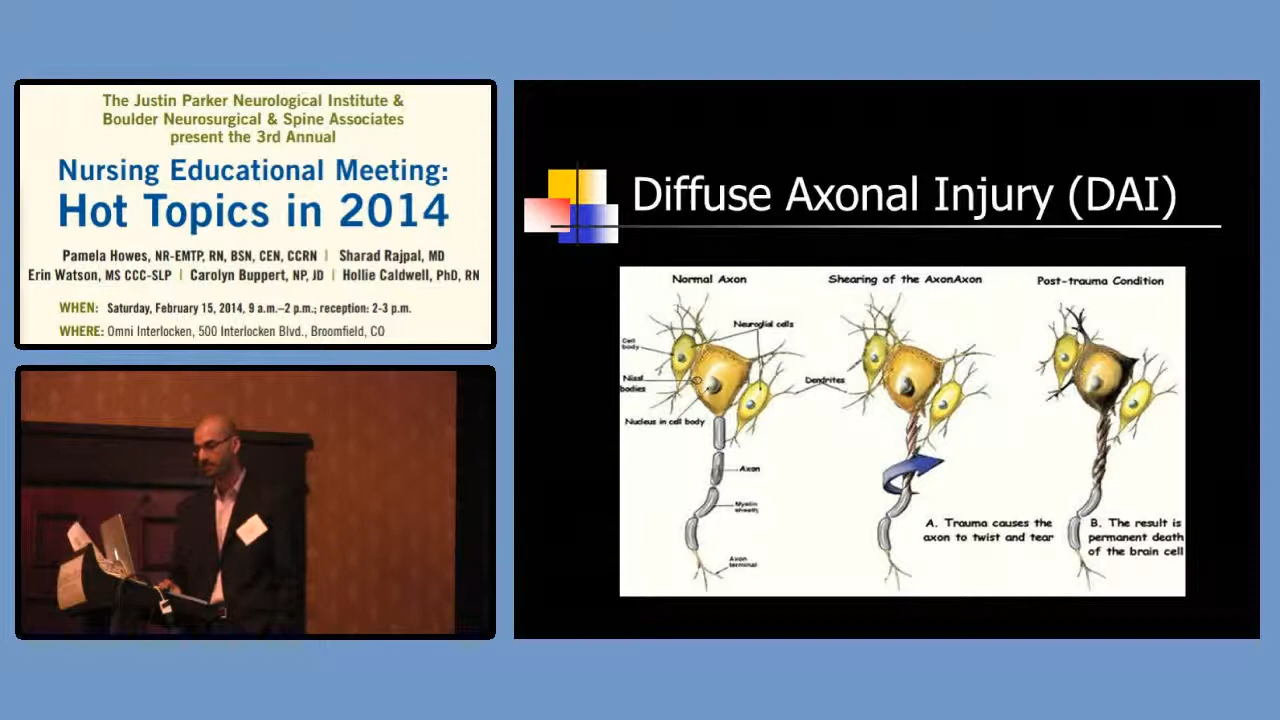 The Justin Parker Neurological Institute &
Boulder Neurosurgical & Spine Associates
present the 3rd Annual
Nursing Educational Meeting:
Hot Topics in 2014
Pamela Howes, NR-EMTP, RN, BSN, CEN, CCRN | Sharad Rajpal, MD
Erin Watson, MS CCC-SLP | Carolyn Buppert, NP, JD | Hollie Caldwell, PhD, RN
WHEN: Saturday, February 15, 2014, 9 a.m.–2 p.m.; reception: 2-3 p.m.
WHERE: Omni Interlocken, 500 Interlocken Blvd., Broomfield, CO
Diffuse Axonal Injury (DAI)
Normal Axon
Shearing of the AxonAxon
Post-trauma Condition
Neuroglial cells
Cell
body
Nissl
bodies
Dendrites
Nucleus in cell body
Axon
Myelin
sheath
Axon
terminal
A. Trauma causes the
axon to twist and tear
B. The result is
permanent death
of the brain cell